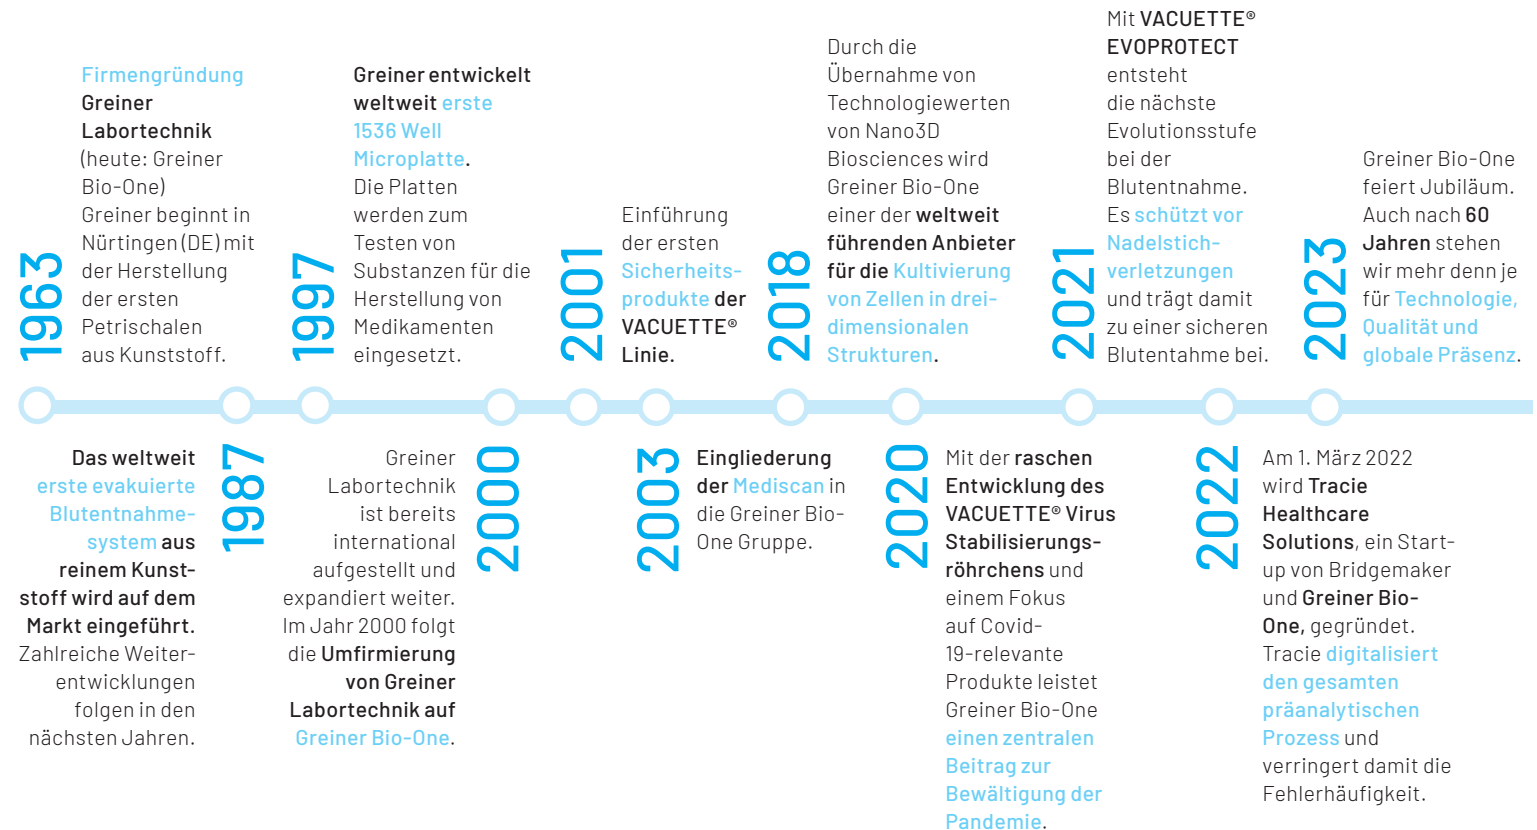 1963
Firmengründung
Greiner
Labortechnik
(heute: Greiner
Bio-One)
Greiner beginnt in
Nürtingen (DE) mit
der Herstellung
der ersten
Petrischalen
aus Kunststoff.
1987
Das weltweit
erste evakuierte
Blutentnahme-
system aus
reinem Kunst-
stoff wird auf dem
Markt eingeführt.
Zahlreiche Weiter-
entwicklungen
folgen in den
nächsten Jahren.
1997
Greiner entwickelt
weltweit erste
1536 Well
Microplatte.
Die Platten
werden zum
Testen von
Substanzen für die
Herstellung von
Medikamenten
eingesetzt.
2000
Greiner
Labortechnik
ist bereits
international
aufgestellt und
expandiert weiter.
Im Jahr 2000 folgt
die Umfirmierung
von Greiner
Labortechnik auf
Greiner Bio-One.
2001
Einführung
der ersten
Sicherheits-
produkte der
VACUETTE®
Linie.
2003
Eingliederung
der Mediscan in
die Greiner Bio-
One Gruppe.
2018
Durch die
Übernahme von
Technologiewerten
von Nano3D
Biosciences wird
Greiner Bio-One
einer der weltweit
führenden Anbieter
für die Kultivierung
von Zellen in drei-
dimensionalen
Strukturen.
2020
Mit der raschen
Entwicklung des
VACUETTE® Virus
Stabilisierungs-
röhrchens und
einem Fokus
auf Covid-
19-relevante
Produkte leistet
Greiner Bio-One
einen zentralen
Beitrag zur
Bewältigung der
Pandemie.
2021
Mit VACUETTE®
EVOPROTECT
entsteht
die nächste
Evolutionsstufe
bei der
Blutentnahme.
Es schützt vor
Nadelstich-
verletzungen
und trägt damit
zu einer sicheren
Blutentahme bei.
2022
Am 1. März 2022
wird Tracie
Healthcare
Solutions, ein Start-
up von Bridgemaker
und Greiner Bio-
One, gegründet.
Tracie digitalisiert
den gesamten
präanalytischen
Prozess und
verringert damit die
Fehlerhäufigkeit.
2023
Greiner Bio-One
feiert Jubiläum.
Auch nach 60
Jahren stehen
wir mehr denn je
für Technologie,
Qualität und
globale Präsenz.